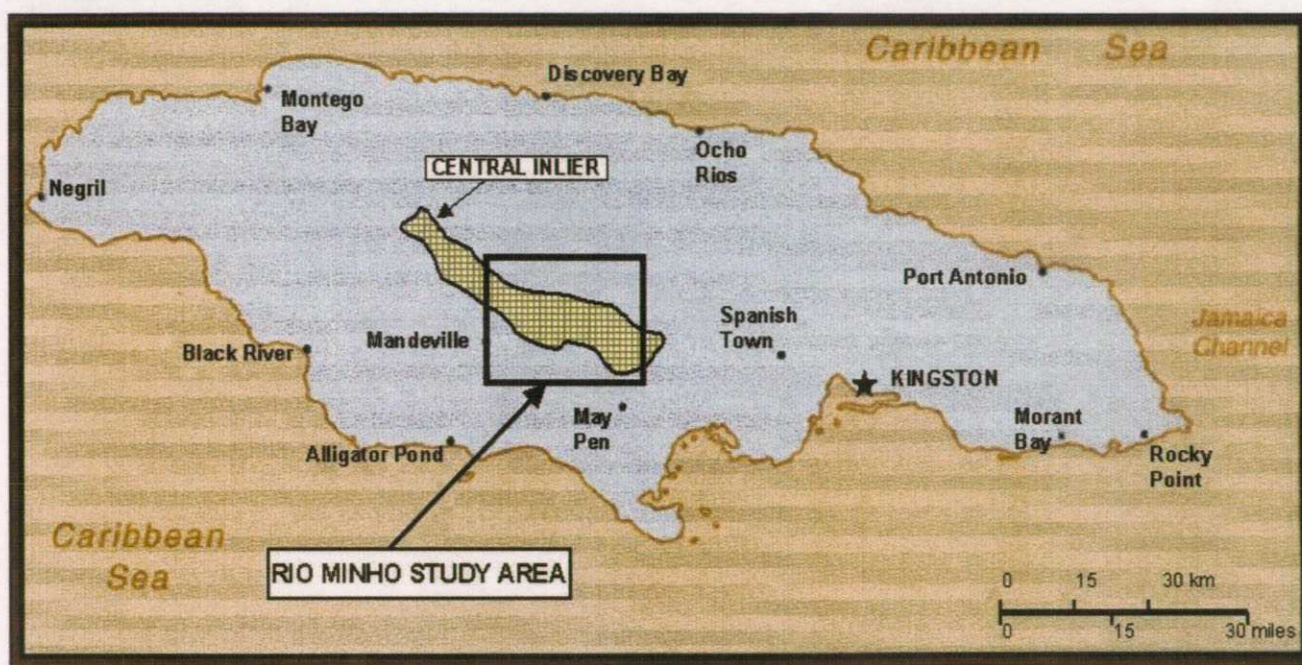 Caribbean Sea
Discovery Bay
Montego
Bay
Ocho
Rios
CENTRAL INLIER
Negril
Port Antonio
Spanish
Town
Jamaica
Channel
Mandeville
Black River
KINGSTON
May
Pen
Morant
Bay
Alligator Pond
Rocky
Point
Caribbean
Sea
RIO MINHO STUDY AREA
0 15 30 km
0 15 30 miles